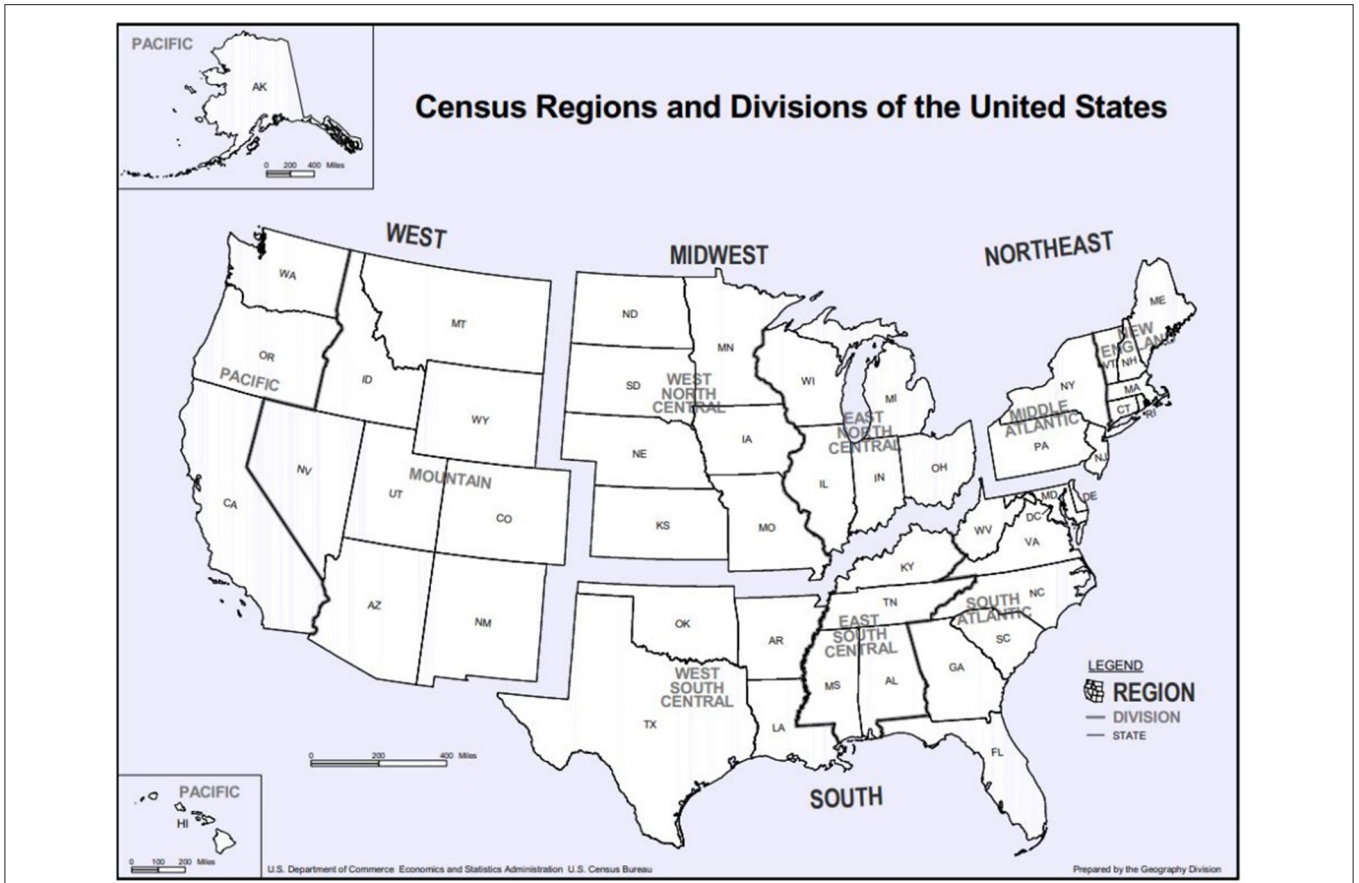 PACIFIC
AK
0 200 400 Miles
Census Regions and Divisions of the United States
WEST
MIDWEST
NORTHEAST
WA
MT
ND
MN
ME
OR
PACIFIC
ID
SD
WEST
NORTH
CENTRAL
WI
MI
NEW
ENGLAND
VT
NH
NY
MA
CT
RI
WY
NE
IA
EAST
NORTH
CENTRAL
MIDDLE
ATLANTIC
PA
NJ
NV
MOUNTAIN
UT
CO
CA
KS
MO
IL
IN
OH
MD
DE
DC
WV
VA
KY
AZ
NM
OK
AR
TN
EAST
SOUTH
CENTRAL
SOUTH
ATLANTIC
NC
SC
WEST
SOUTH
CENTRAL
TX
LA
MS
AL
GA
FL
LEGEND
REGION
DIVISION
STATE
0 200 400 Miles
SOUTH
PACIFIC
HI
0 100 200 Miles
U.S. Department of Commerce Economics and Statistics Administration U.S. Census Bureau
Prepared by the Geography Division